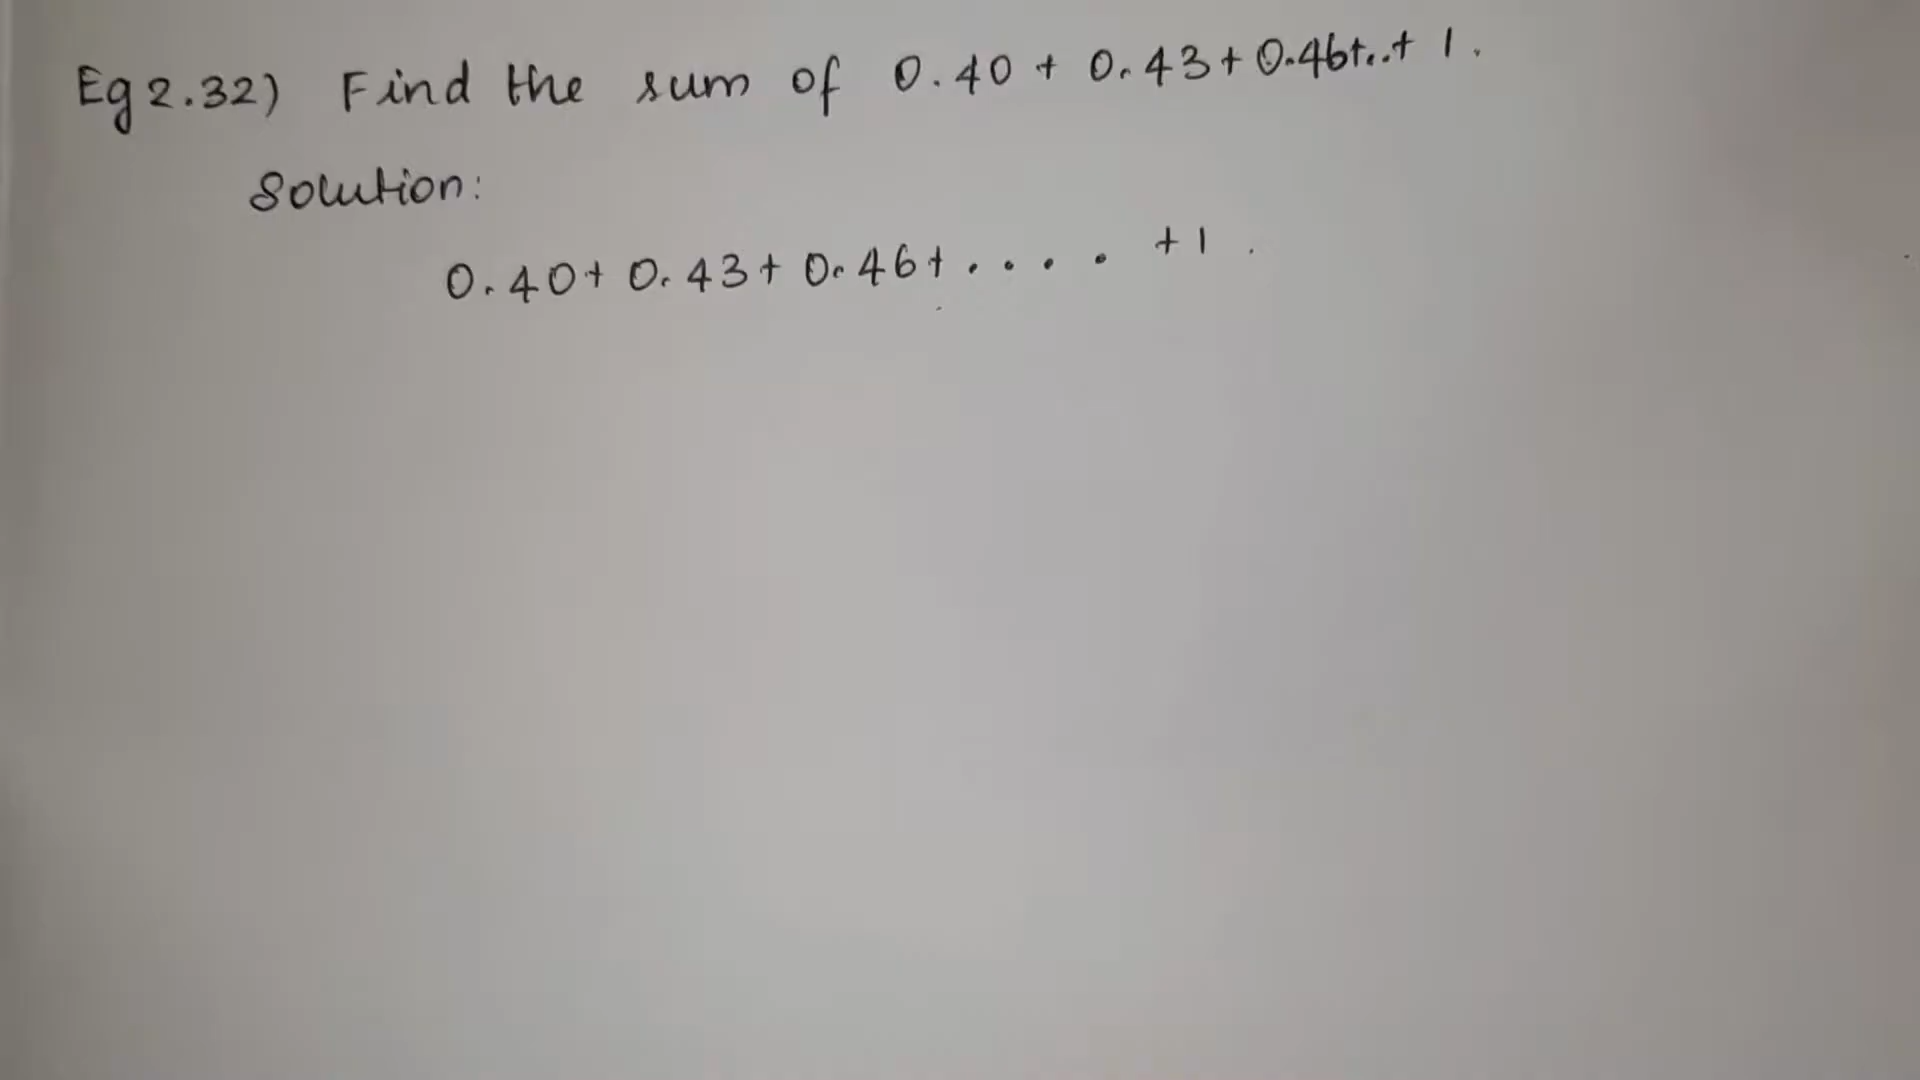 Eg 2.32) Find the sum of 0.40 + 0.43 + 0.46+...+ 1.
Solution:
0.40 + 0.43 + 0.46 + .... +1.